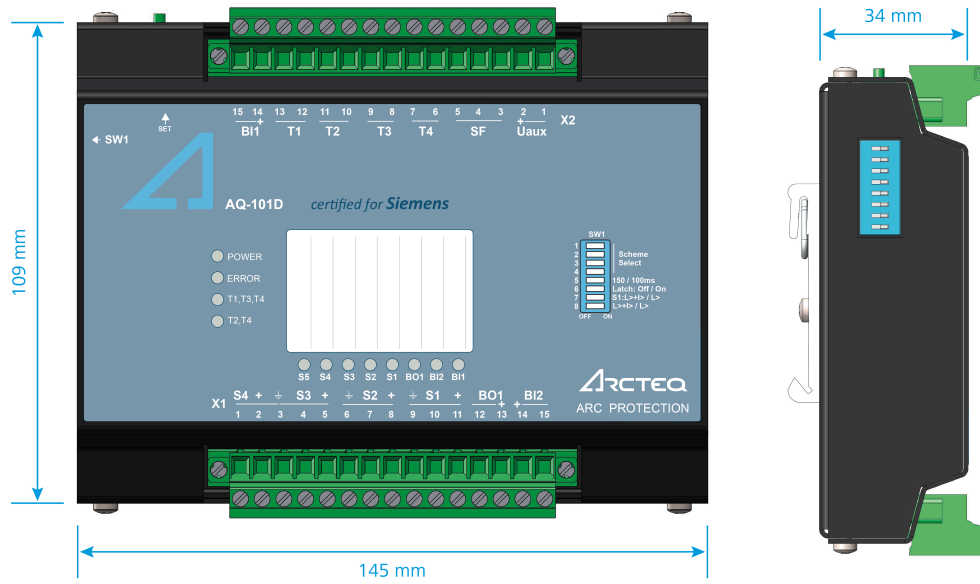 34 mm
109 mm
15 14 13 12 11 10 9 8 7 6 5 4 3 2 1
+ +
BI1 T1 T2 T3 T4 SF Uaux X2
SET
SW1
AQ-101D certified for Siemens
POWER
ERROR
T1,T3,T4
T2,T4
SW1
1
2 Scheme
3 Select
4
5 150 / 100ms
6 Latch: Off / On
7 S1:L>+I> / L>
8 L>+I> / L>
OFF ON
S5 S4 S3 S2 S1 BO1 BI2 BI1
ARCTEQ
ARC PROTECTION
X1 S4 + S3 + S2 + S1 + BO1 + + BI2
1 2 3 4 5 6 7 8 9 10 11 12 13 14 15
145 mm